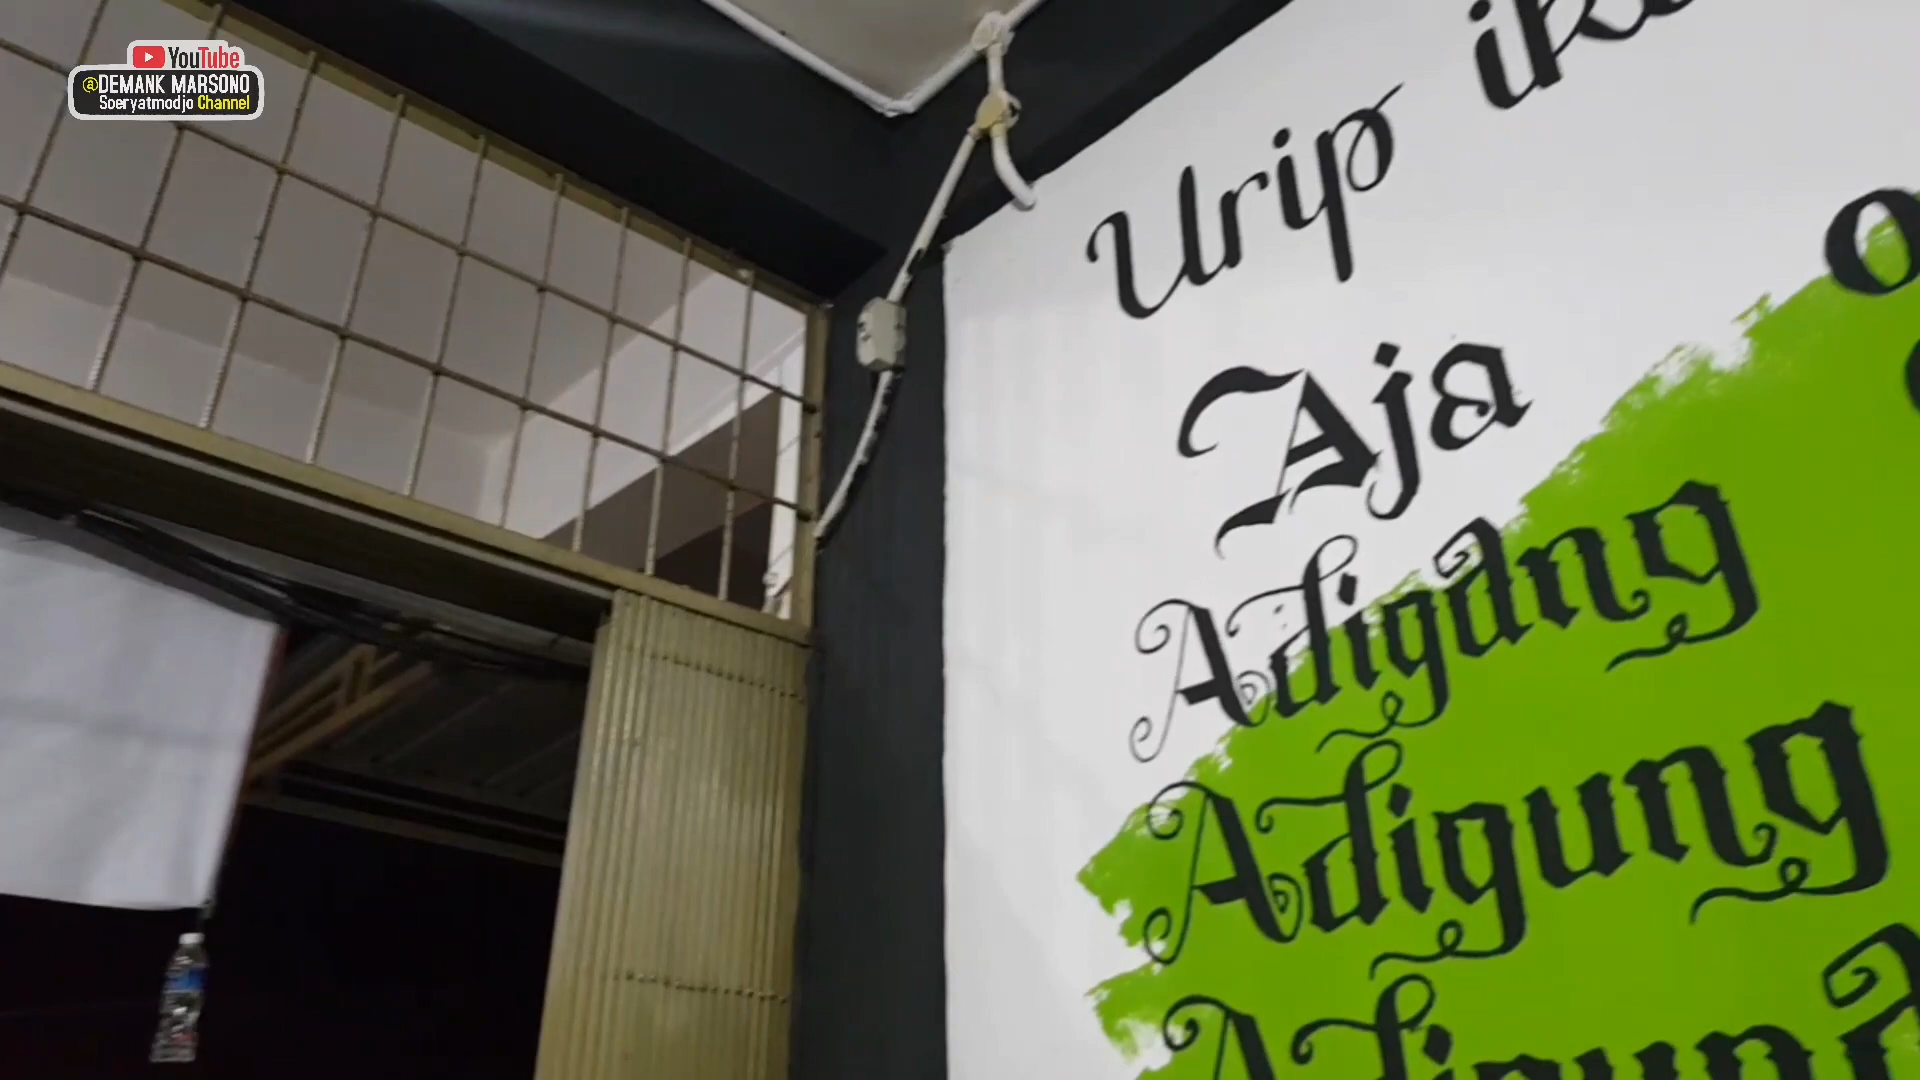 YouTube
@DEMANK MARSONO
Soeryatmodjo Channel
Urip
Aja
Adigang
Adigung